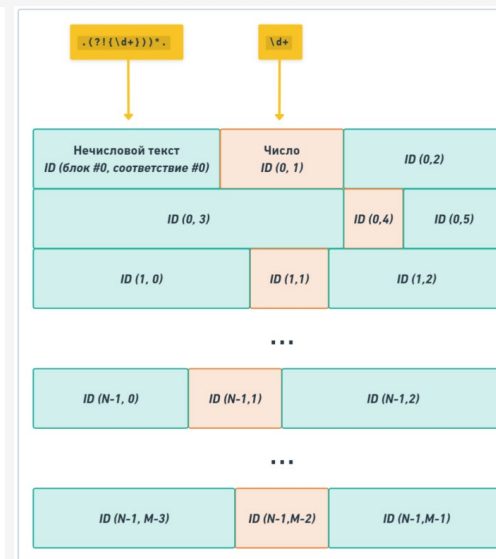 .(?!{\d+}))*.
\d+
Нечисловой текст
ID (блок #0, соответствие #0)
Число
ID (0, 1)
ID (0,2)
ID (0, 3)
ID (0,4)
ID (0,5)
ID (1, 0)
ID (1,1)
ID (1,2)
...
ID (N-1, 0)
ID (N-1,1)
ID (N-1,2)
...
ID (N-1, M-3)
ID (N-1,M-2)
ID (N-1,M-1)